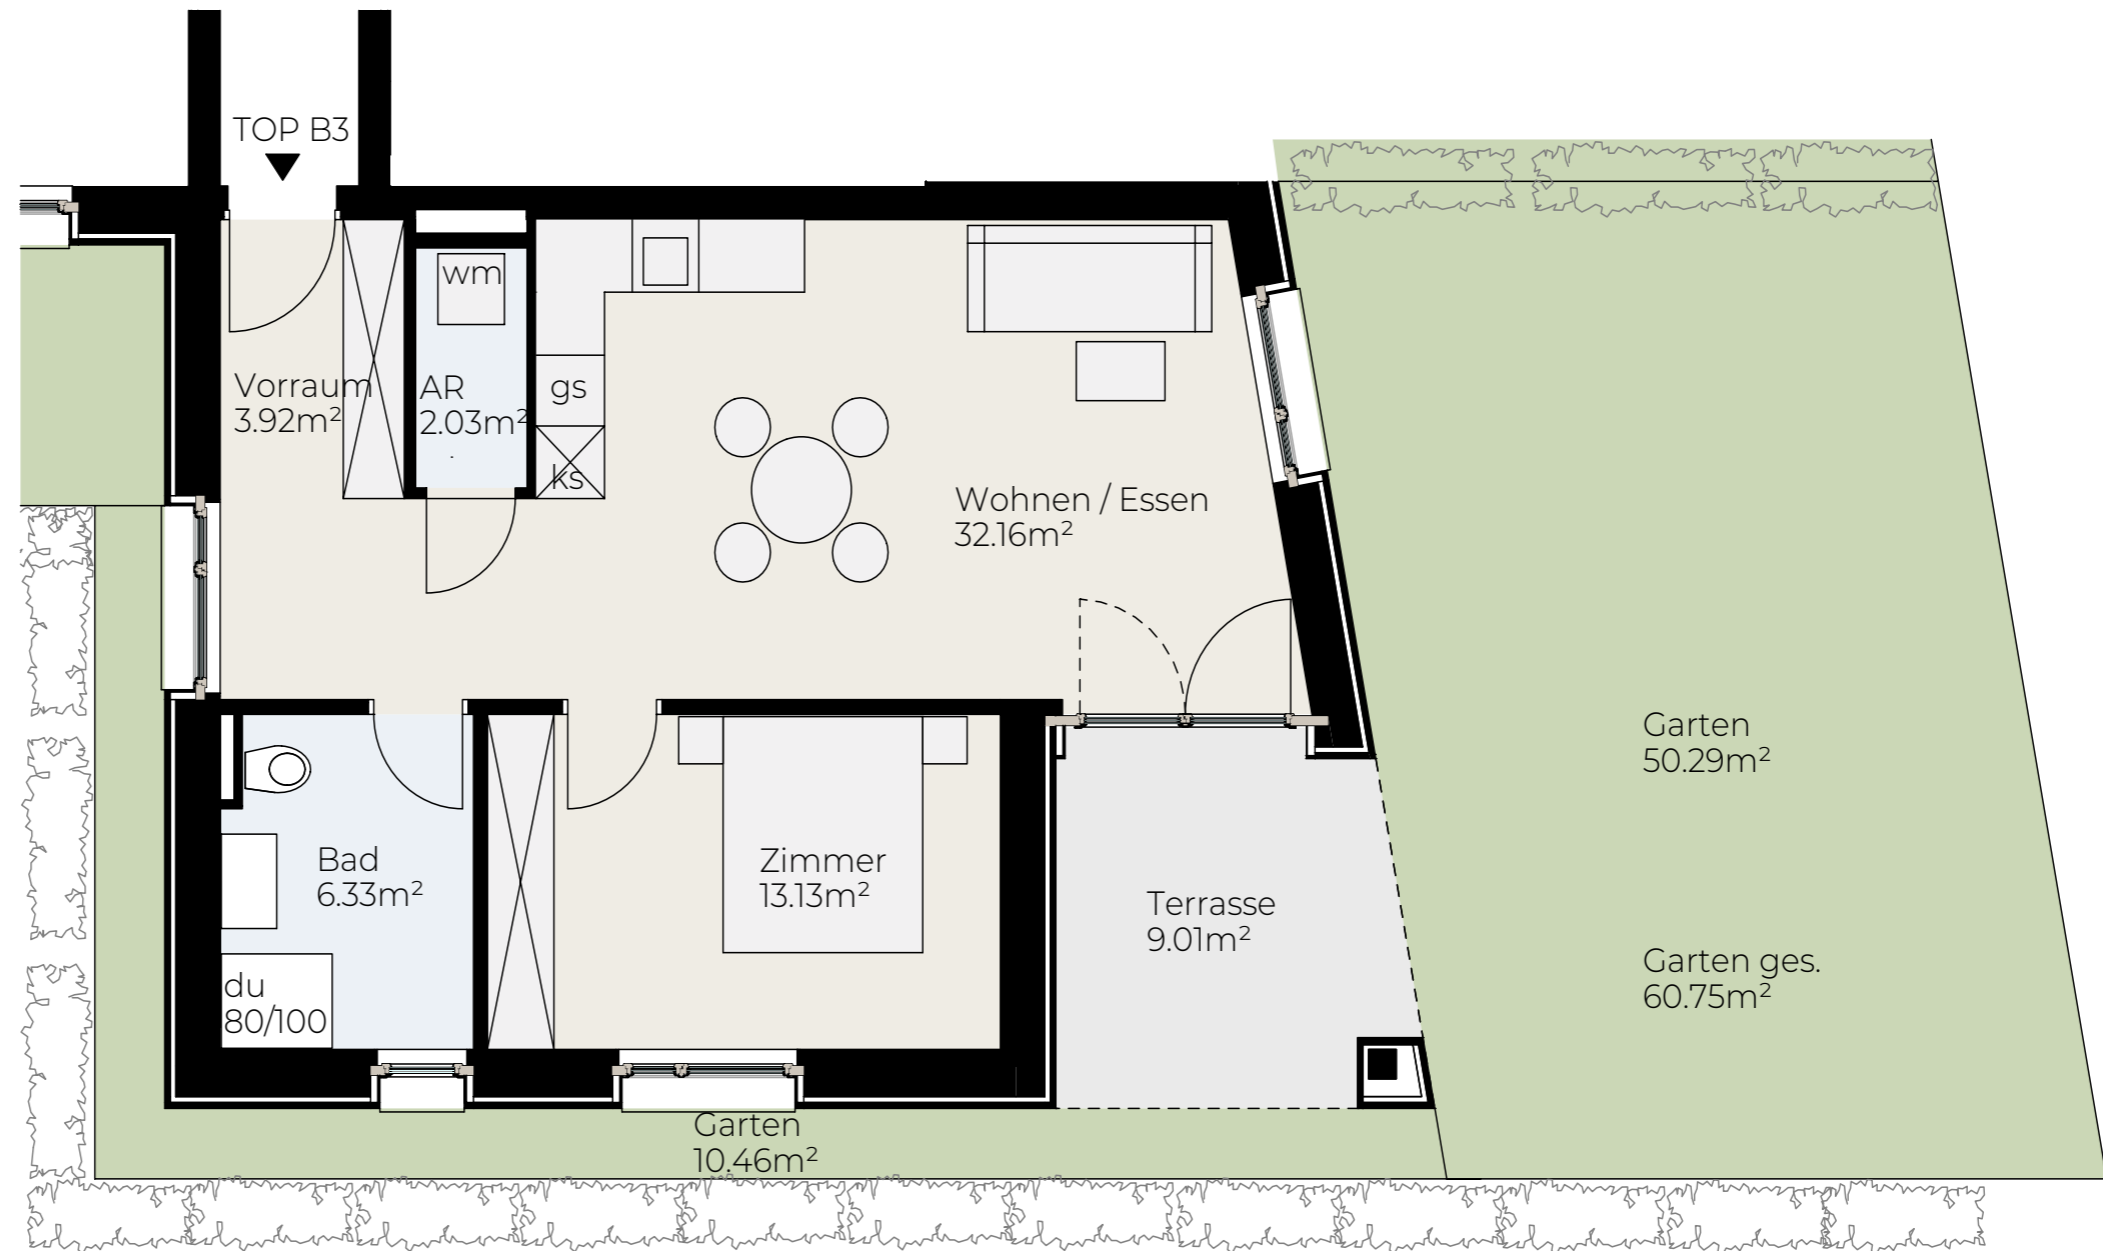 TOP B3
wm
Vorraum
3.92m²
AR
2.03m²
gs
ks
Wohnen / Essen
32.16m²
Garten
50.29m²
Bad
6.33m²
Zimmer
13.13m²
Terrasse
9.01m²
Garten ges.
60.75m²
du
80/100
Garten
10.46m²